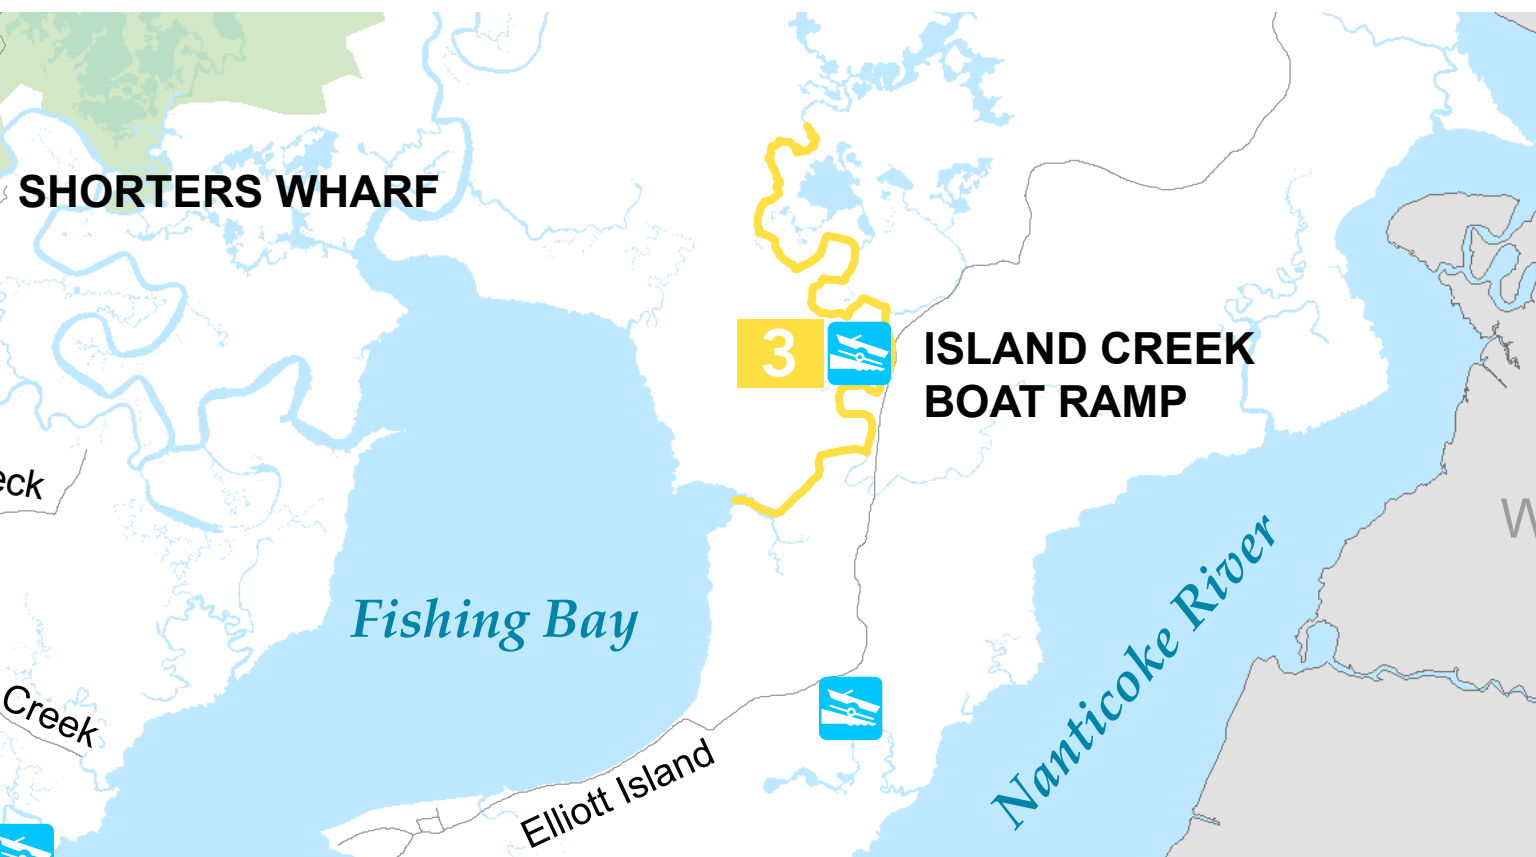 SHORTERS WHARF
3
ISLAND CREEK
BOAT RAMP
eck
W
Fishing Bay
Nanticoke River
Creek
Elliott Island